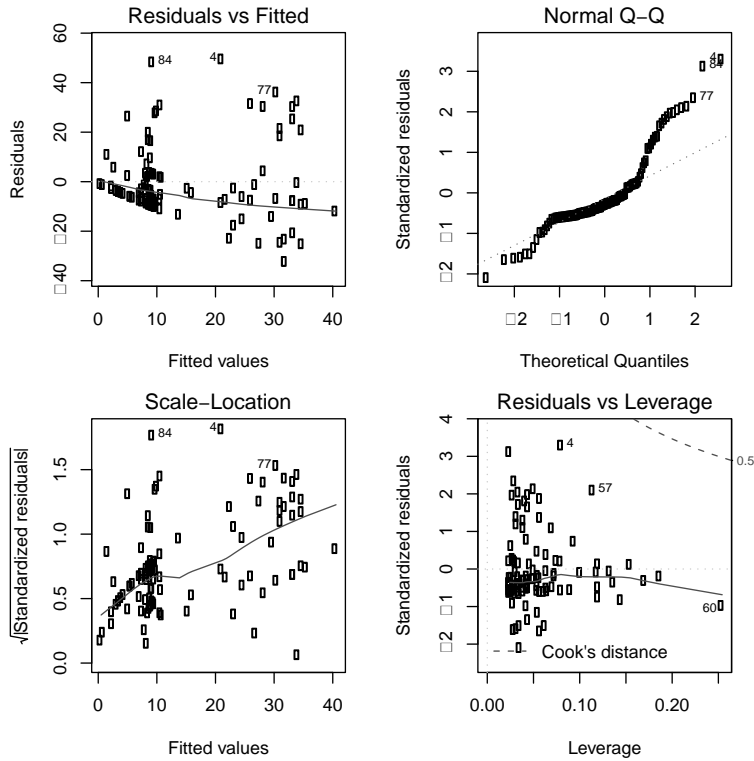 Residuals vs Fitted
Residuals
60
40
20
0
□20
□40
84
4
77
0 10 20 30 40
Fitted values
Normal Q−Q
Standardized residuals
3
2
1
0
□1
□2
4
84
77
□2 □1 0 1 2
Theoretical Quantiles
Scale−Location
√|Standardized residuals|
1.5
1.0
0.5
0.0
84
4
77
0 10 20 30 40
Fitted values
Residuals vs Leverage
Standardized residuals
4
3
2
1
0
□1
□2
4
57
60
0.5
Cook's distance
0.00 0.10 0.20
Leverage